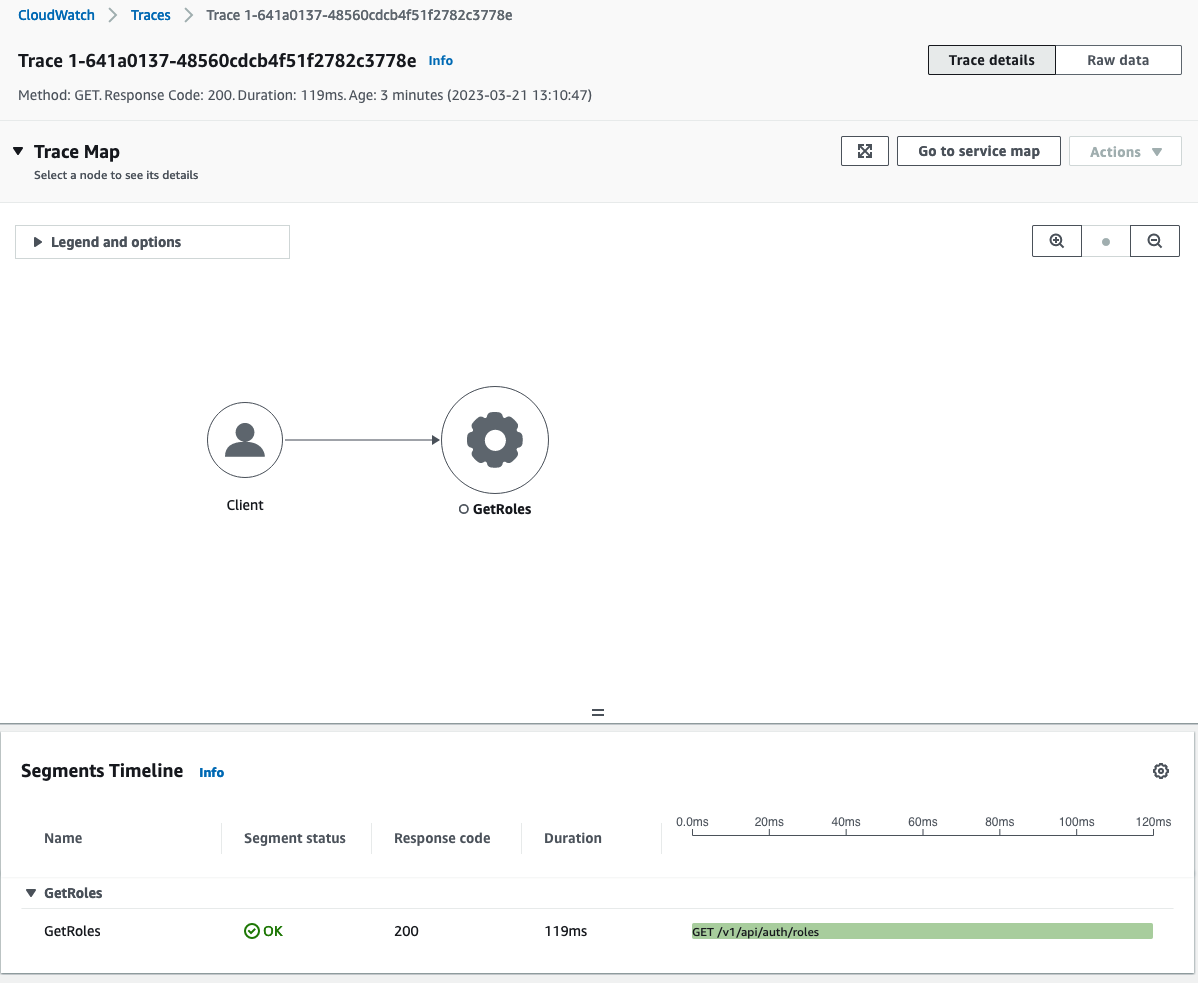 CloudWatch > Traces > Trace 1-641a0137-48560cdcb4f51f2782c3778e
Trace 1-641a0137-48560cdcb4f51f2782c3778e Info
Trace details Raw data
Method: GET. Response Code: 200. Duration: 119ms. Age: 3 minutes (2023-03-21 13:10:47)
Trace Map
Select a node to see its details
Go to service map Actions
Legend and options
Client
GetRoles
Segments Timeline Info
Name Segment status Response code Duration 0.0ms 20ms 40ms 60ms 80ms 100ms 120ms
GetRoles
GetRoles OK 200 119ms GET /v1/api/auth/roles